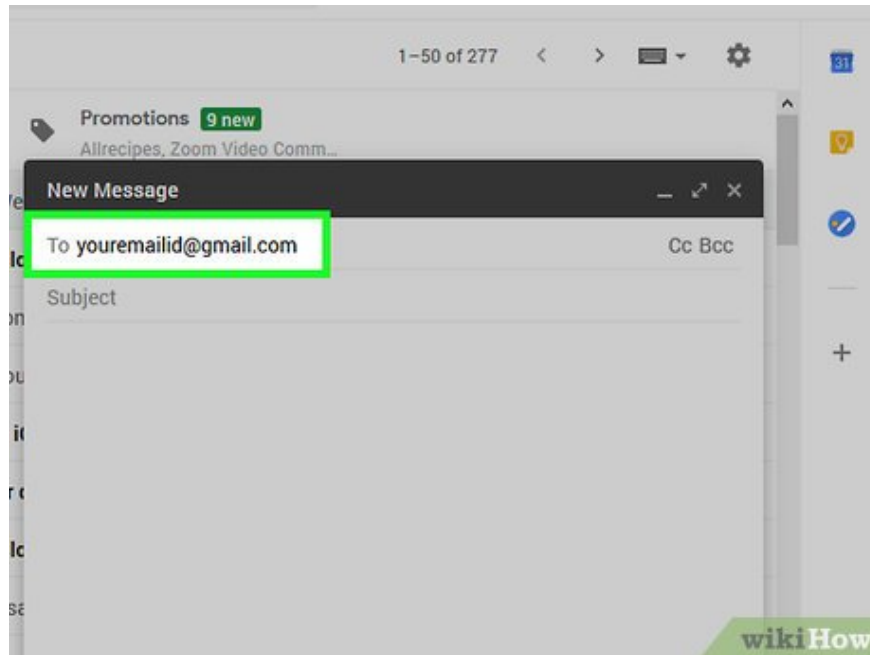 1–50 of 277
31
Promotions 9 new
Allrecipes, Zoom Video Comm...
New Message
To youremailid@gmail.com
Cc Bcc
Subject
wikiHow